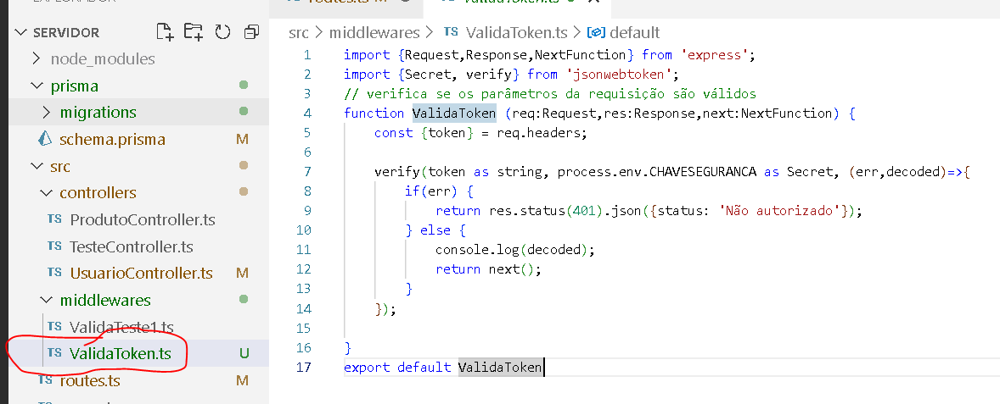 EXPLORADOR
SERVIDOR
node_modules
prisma
migrations
schema.prisma M
src
controllers
TS ProdutoController.ts
TS TesteController.ts
TS UsuarioController.ts M
middlewares
TS ValidaTeste1.ts
TS ValidaToken.ts U
TS routes.ts M
routes.ts M
ValidaToken.ts
src > middlewares > TS ValidaToken.ts > default
1 import {Request,Response,NextFunction} from 'express';
2 import {Secret, verify} from 'jsonwebtoken';
3 // verifica se os parâmetros da requisição são válidos
4 function ValidaToken (req:Request,res:Response,next:NextFunction) {
5 const {token} = req.headers;
6
7 verify(token as string, process.env.CHAVESEGURANCA as Secret, (err,decoded)=>{
8 if(err) {
9 return res.status(401).json({status: 'Não autorizado'});
10 } else {
11 console.log(decoded);
12 return next();
13 }
14 });
15
16 }
17 export default ValidaToken